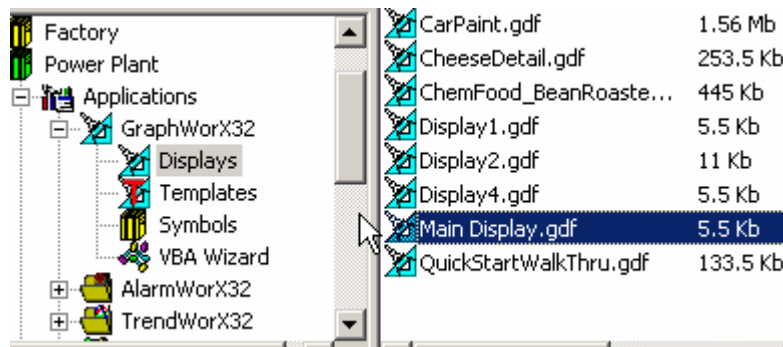 Factory
Power Plant
Applications
GraphWorX32
Displays
Templates
Symbols
VBA Wizard
AlarmWorX32
TrendWorX32
CarPaint.gdf 1.56 Mb
CheeseDetail.gdf 253.5 Kb
ChemFood_BeanRoaste... 445 Kb
Display1.gdf 5.5 Kb
Display2.gdf 11 Kb
Display4.gdf 5.5 Kb
Main Display.gdf 5.5 Kb
QuickStartWalkThru.gdf 133.5 Kb